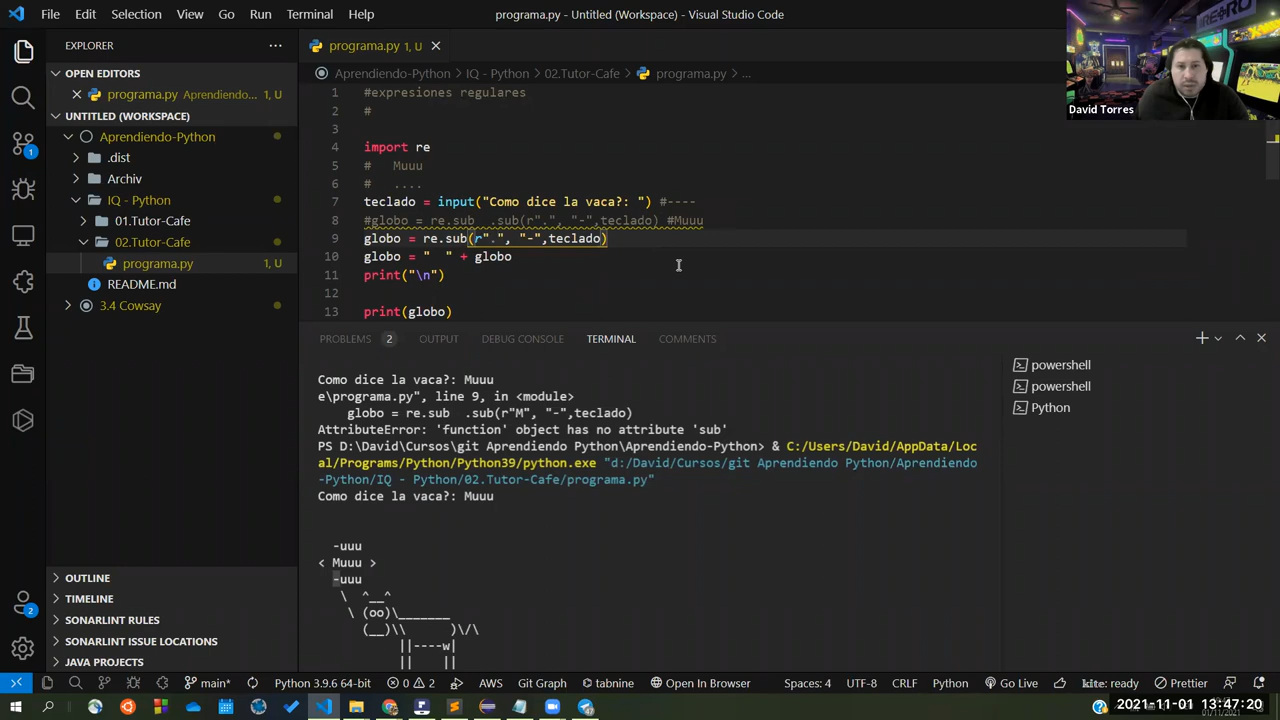 File Edit Selection View Go Run Terminal Help
programa.py - Untitled (Workspace) - Visual Studio Code
RETRO
David Torres
EXPLORER ...
OPEN EDITORS
programa.py Aprendiendo... 1, U
UNTITLED (WORKSPACE)
Aprendiendo-Python
.dist
Archiv
IQ - Python
01.Tutor-Cafe
02.Tutor-Cafe
programa.py 1, U
README.md
3.4 Cowsay
OUTLINE
TIMELINE
SONARLINT RULES
SONARLINT ISSUE LOCATIONS
JAVA PROJECTS
1
2
programa.py 1, U
Aprendiendo-Python > IQ - Python > 02.Tutor-Cafe > programa.py > ...
1 #expresiones regulares
2 #
3
4 import re
5 #   Muuu
6 #   ....
7 teclado = input("Como dice la vaca?: ") #----
8 #globo = re.sub  .sub(r".", "-",teclado) #Muuu
9 globo = re.sub(r".", "-",teclado)
10 globo = "  " + globo
11 print("\n")
12
13 print(globo)
PROBLEMS 2 OUTPUT DEBUG CONSOLE TERMINAL COMMENTS
Como dice la vaca?: Muuu
e\programa.py", line 9, in <module>
    globo = re.sub  .sub(r"M", "-",teclado)
AttributeError: 'function' object has no attribute 'sub'
PS D:\David\Cursos\git Aprendiendo Python\Aprendiendo-Python> & C:/Users/David/AppData/Loc
al/Programs/Python/Python39/python.exe "d:/David/Cursos/git Aprendiendo Python/Aprendiendo
-Python/IQ - Python/02.Tutor-Cafe/programa.py"
Como dice la vaca?: Muuu
  -uuu
< Muuu >
  -uuu
   \  ^__^
    \ (oo)\_______
      (__)\\       )\/\
           ||----w|
           ||    ||
powershell
powershell
Python
main* Python 3.9.6 64-bit 0 2 AWS Git Graph tabnine Open In Browser Spaces: 4 UTF-8 CRLF Python Go Live kite: ready Prettier
2021-11-01 13:47:20